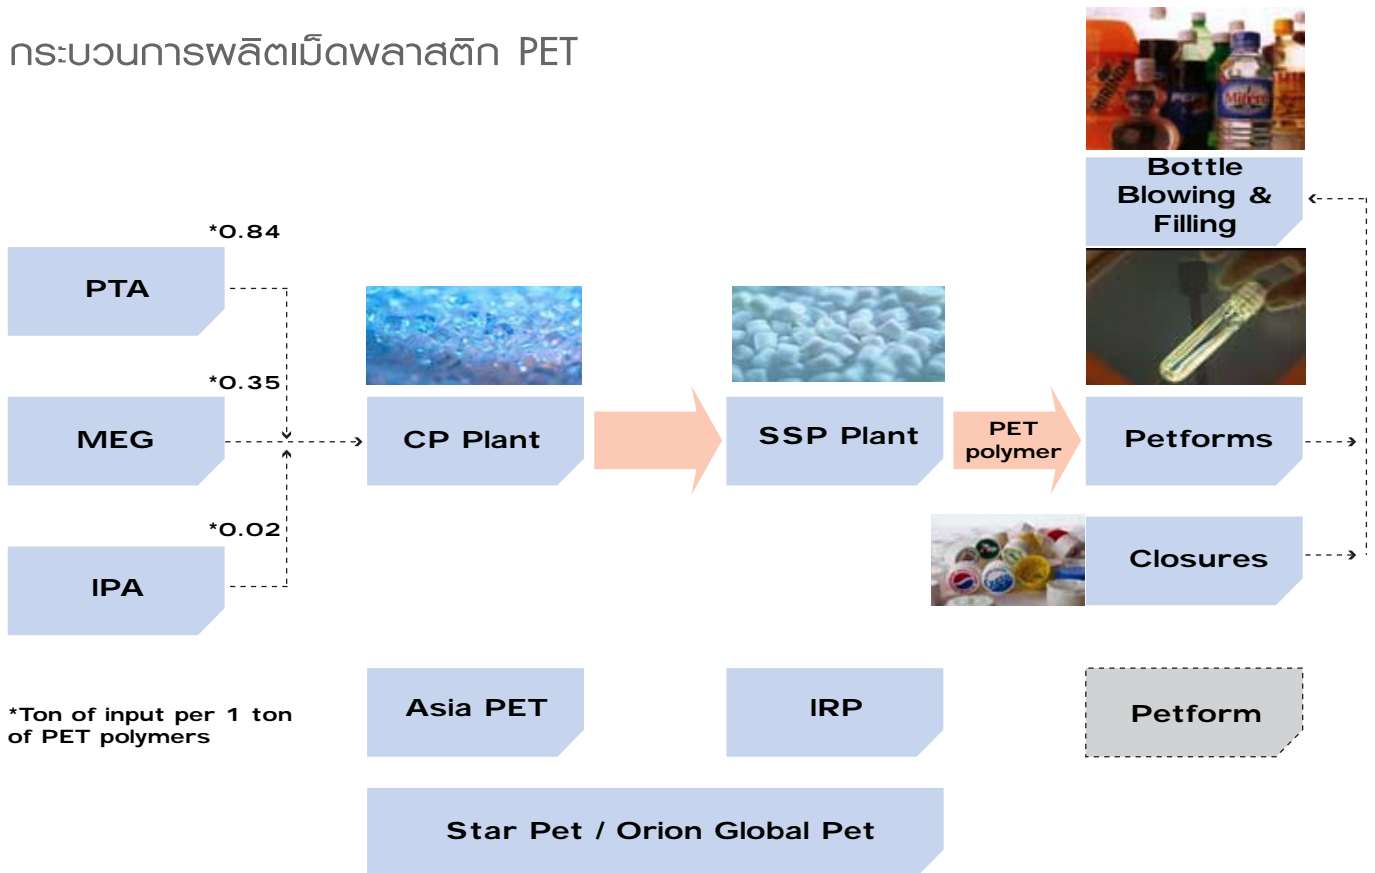 กระบวนการผลิตเม็ดพลาสติก PET
Bottle
Blowing &
Filling
*0.84
PTA
*0.35
MEG
CP Plant
SSP Plant
PET
polymer
Petforms
*0.02
IPA
Closures
*Ton of input per 1 ton
of PET polymers
Asia PET
IRP
Petform
Star Pet / Orion Global Pet
MIRINDA